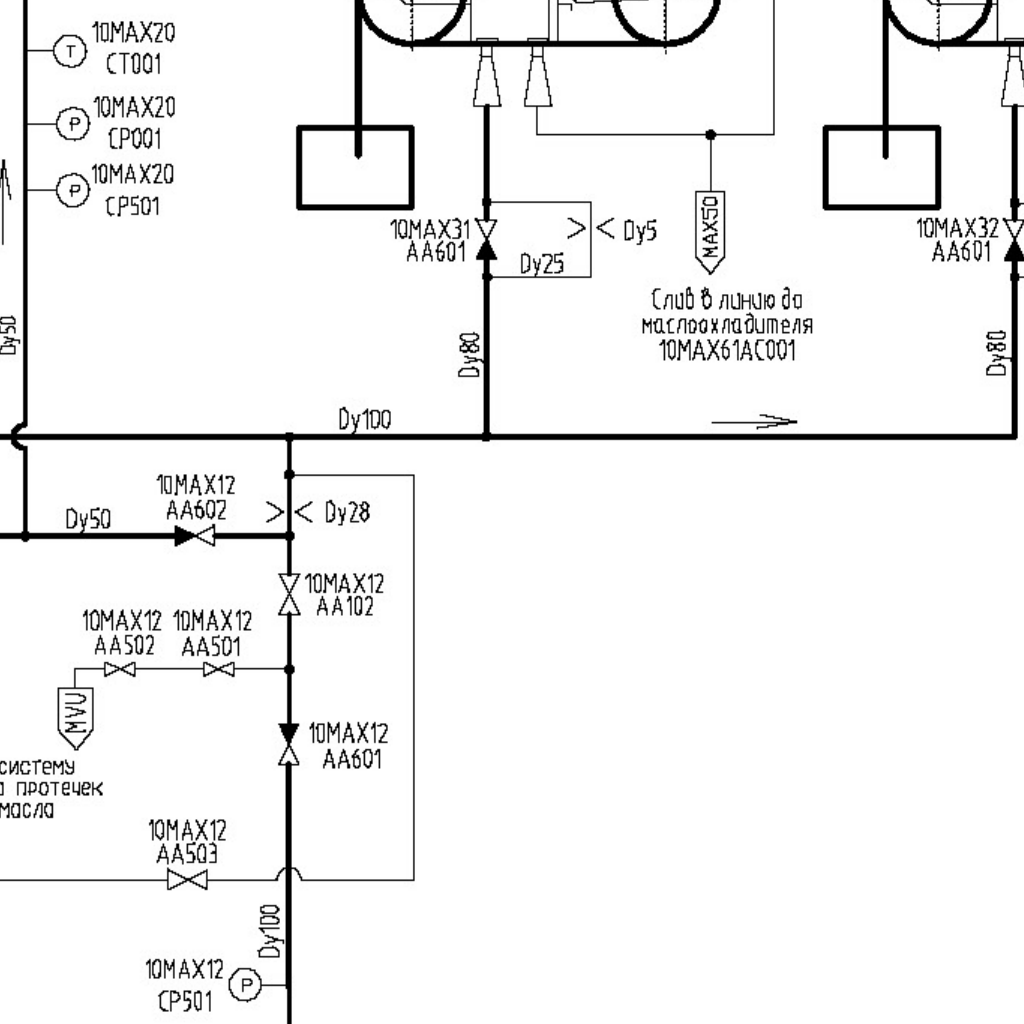 10MAX20
CT001
T
10MAX20
CP001
P
10MAX20
CP501
P
10MAX31
AA601
Dy5
Dy25
MAX50
10MAX32
AA601
Слив в линию до
маслоохладителя
10MAX61AC001
Dy50
Dy80
Dy80
Dy100
10MAX12
AA602
Dy28
Dy50
10MAX12
AA102
10MAX12
AA502
10MAX12
AA501
MVU
10MAX12
AA601
систему
протечек
масла
10MAX12
AA503
Dy100
10MAX12
CP501
P